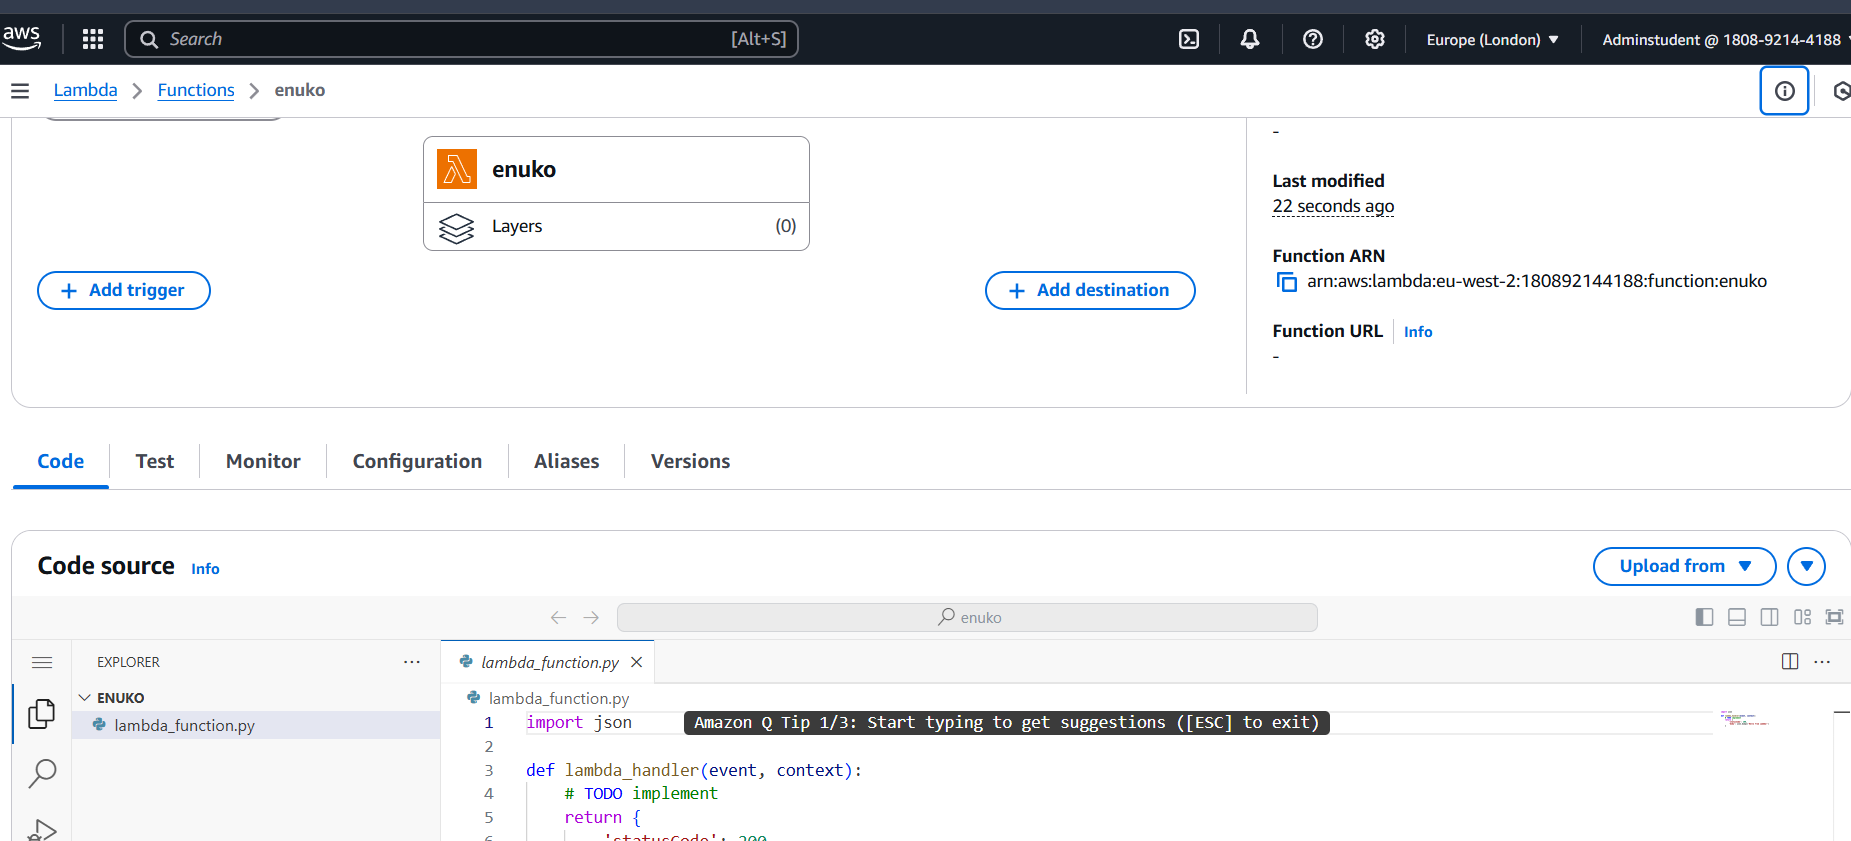 aws
Search [Alt+S]
Europe (London)
Adminstudent @ 1808-9214-4188
Lambda
Functions
enuko
enuko
Layers (0)
Add trigger
Add destination
-
Last modified
22 seconds ago
Function ARN
arn:aws:lambda:eu-west-2:180892144188:function:enuko
Function URL Info
-
Code
Test
Monitor
Configuration
Aliases
Versions
Code source Info
Upload from
enuko
EXPLORER
ENUKO
lambda_function.py
lambda_function.py
lambda_function.py
1 import json Amazon Q Tip 1/3: Start typing to get suggestions ([ESC] to exit)
2
3 def lambda_handler(event, context):
4 # TODO implement
5 return {
6 'statusCode': 200